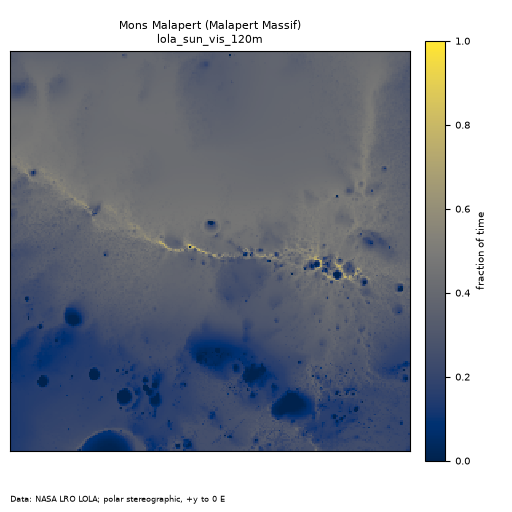 Mons Malapert (Malapert Massif)
lola_sun_vis_120m
1.0
0.8
0.6
0.4
0.2
0.0
fraction of time
Data: NASA LRO LOLA; polar stereographic, +y to 0 E